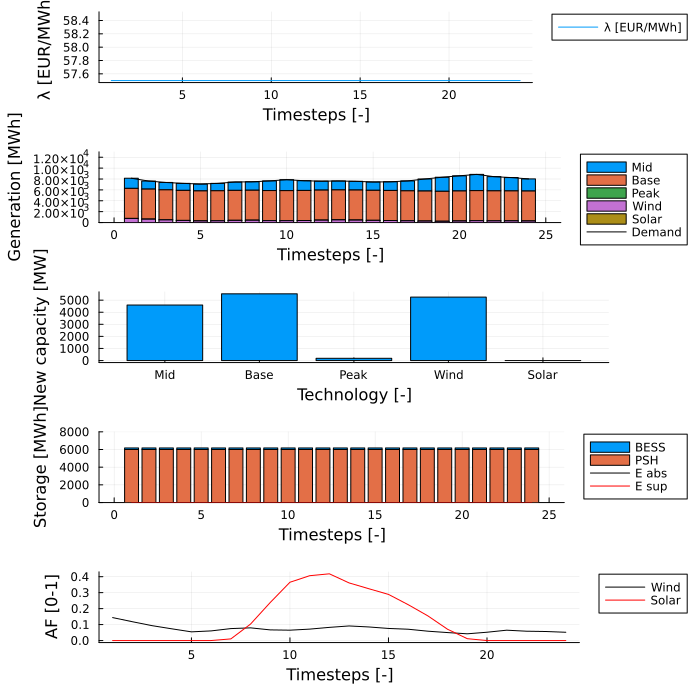 λ [EUR/MWh]
58.4
58.2
58.0
57.8
57.6
5
10
15
20
Timesteps [-]
λ [EUR/MWh]
Generation [MWh]
1.20×10⁴
1.00×10⁴
8.00×10³
6.00×10³
4.00×10³
2.00×10³
0
0
5
10
15
20
25
Timesteps [-]
Mid
Base
Peak
Wind
Solar
Demand
New capacity [MW]
5000
4000
3000
2000
1000
0
Mid
Base
Peak
Wind
Solar
Technology [-]
Storage [MWh]
8000
6000
4000
2000
0
0
5
10
15
20
25
Timesteps [-]
BESS
PSH
E abs
E sup
AF [0-1]
0.4
0.3
0.2
0.1
0.0
5
10
15
20
Timesteps [-]
Wind
Solar